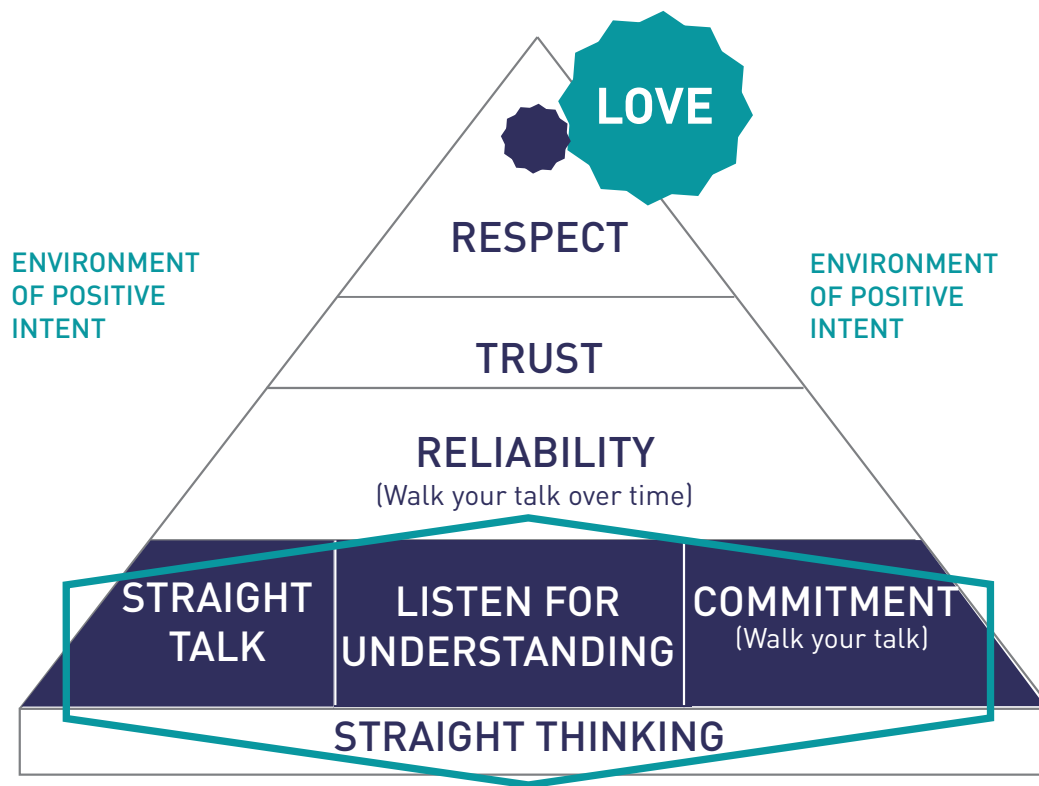 LOVE
RESPECT
ENVIRONMENT
OF POSITIVE
INTENT
ENVIRONMENT
OF POSITIVE
INTENT
TRUST
RELIABILITY
(Walk your talk over time)
STRAIGHT
TALK
LISTEN FOR
UNDERSTANDING
COMMITMENT
(Walk your talk)
STRAIGHT THINKING